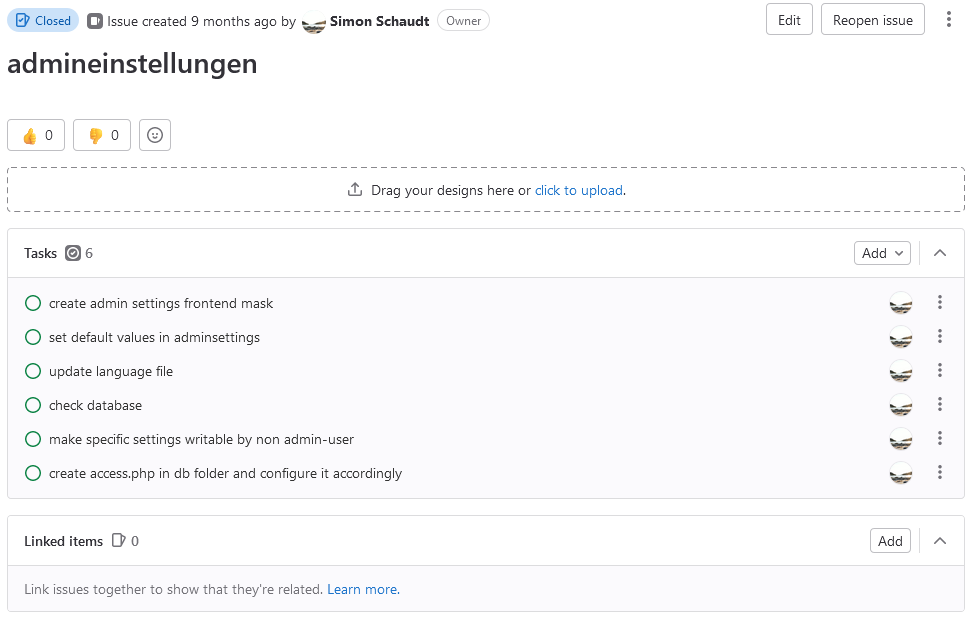 Closed Issue created 9 months ago by Simon Schaudt Owner Edit Reopen issue
admineinstellungen
0 0
Drag your designs here or click to upload.
Tasks 6 Add
create admin settings frontend mask
set default values in adminsettings
update language file
check database
make specific settings writable by non admin-user
create access.php in db folder and configure it accordingly
Linked items 0 Add
Link issues together to show that they're related. Learn more.